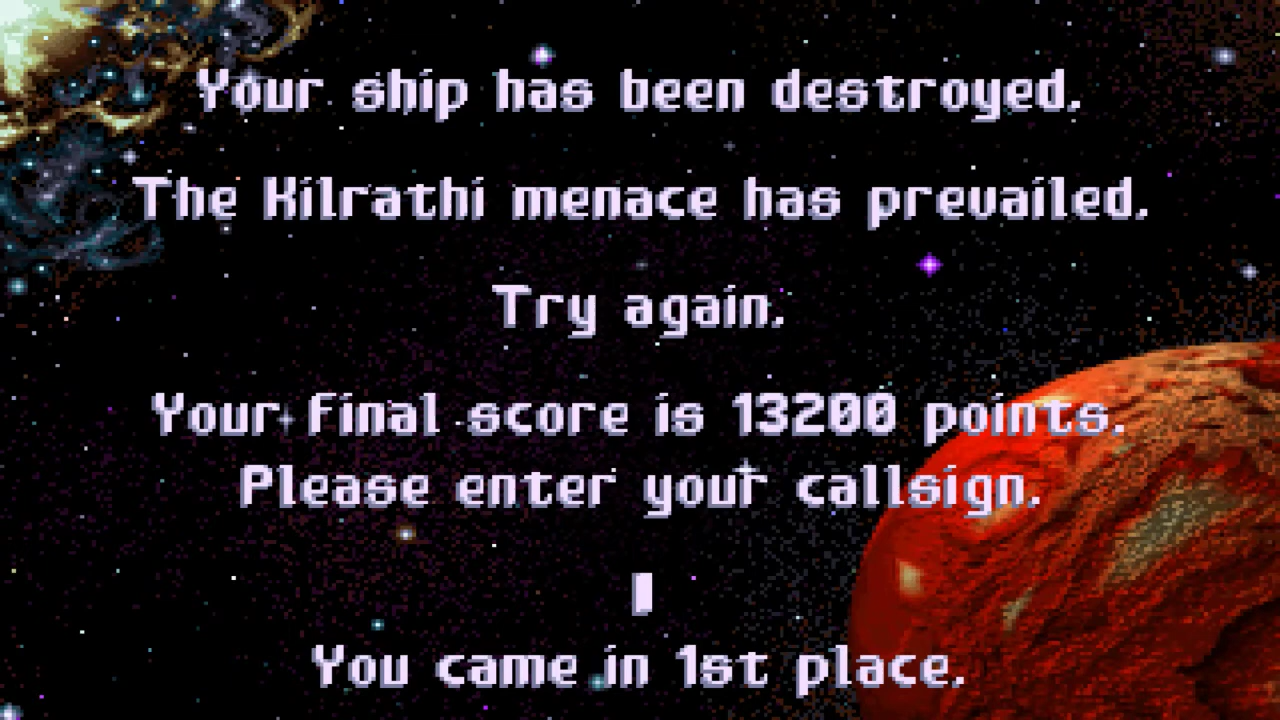 Your ship has been destroyed.
The Kilrathi menace has prevailed.
Try again.
Your final score is 13200 points.
Please enter your callsign.
You came in 1st place.